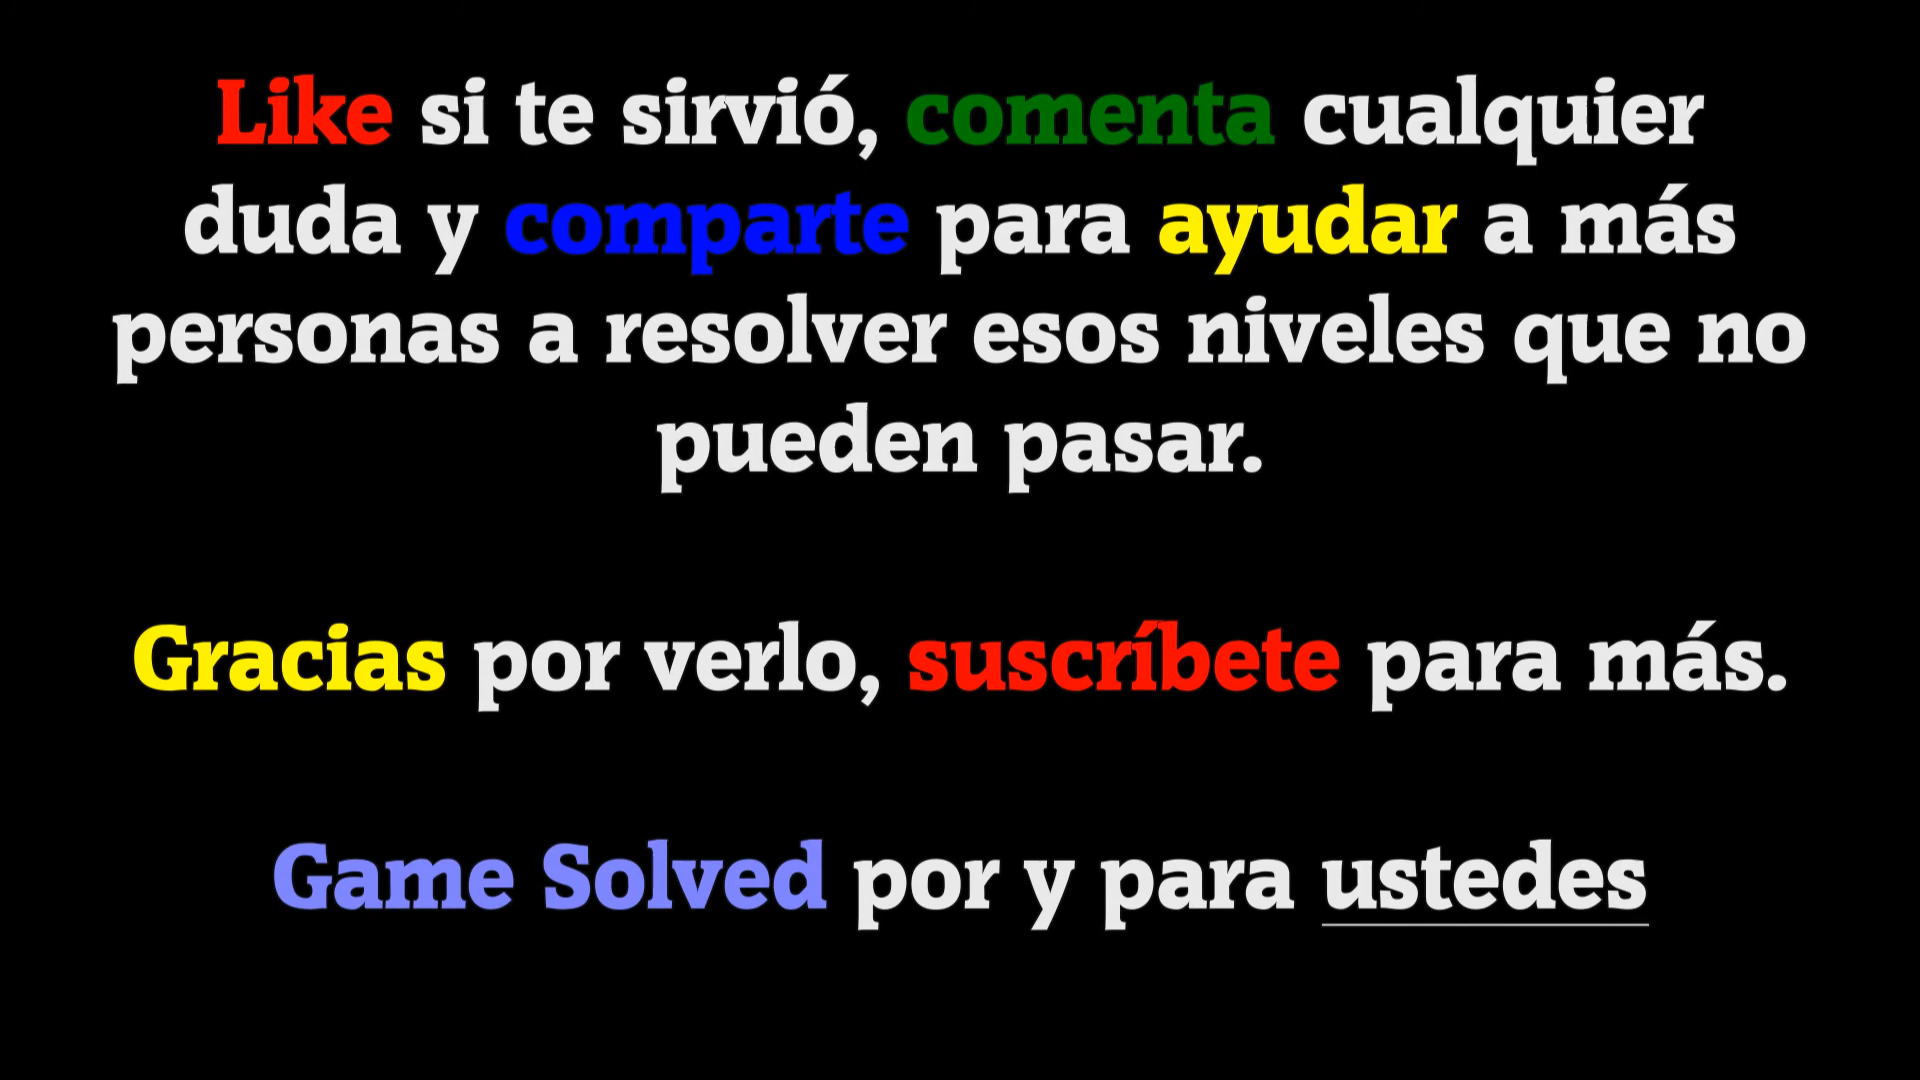 Like si te sirvió, comenta cualquier
duda y comparte para ayudar a más
personas a resolver esos niveles que no
pueden pasar.
Gracias por verlo, suscríbete para más.
Game Solved por y para ustedes